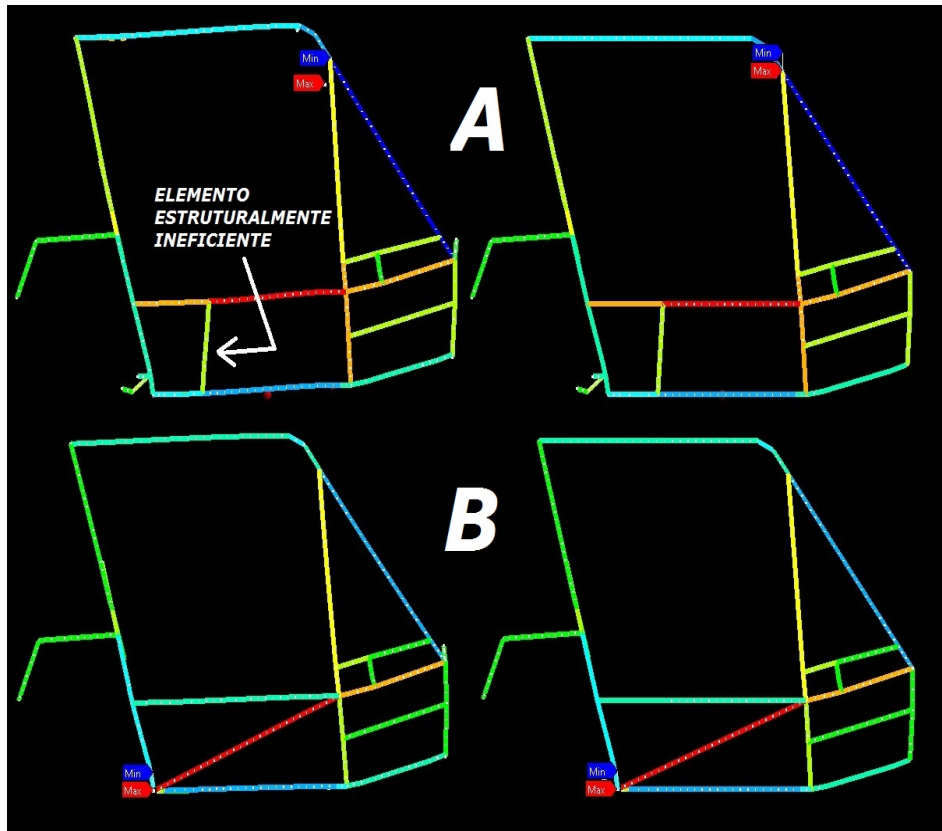 Min
Max
A
Min
Max
ELEMENTO
ESTRUTURALMENTE
INEFICIENTE
B
Min
Max
Min
Max